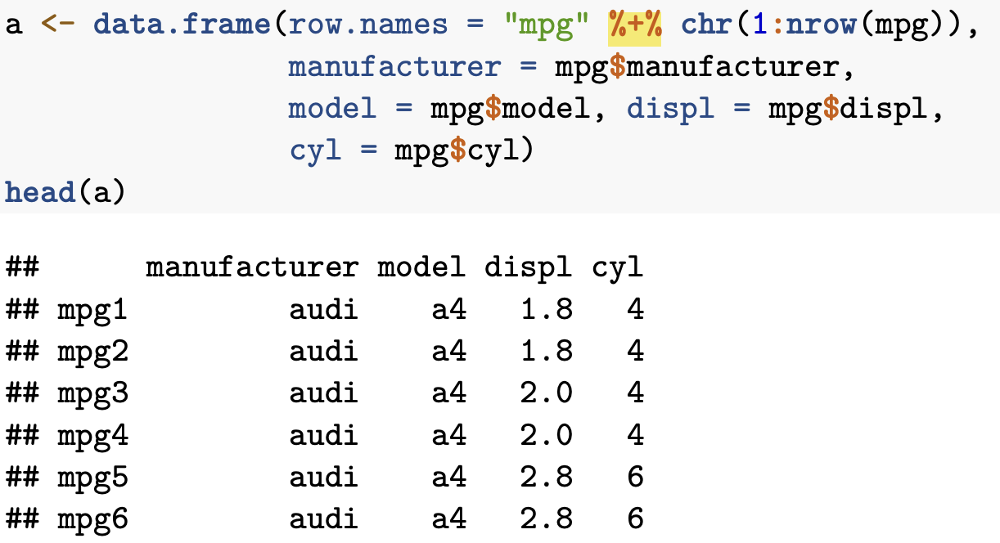 a <- data.frame(row.names = "mpg" %+% chr(1:nrow(mpg)),
                manufacturer = mpg$manufacturer,
                model = mpg$model, displ = mpg$displ,
                cyl = mpg$cyl)
head(a)
##      manufacturer model displ cyl
## mpg1         audi    a4   1.8   4
## mpg2         audi    a4   1.8   4
## mpg3         audi    a4   2.0   4
## mpg4         audi    a4   2.0   4
## mpg5         audi    a4   2.8   6
## mpg6         audi    a4   2.8   6